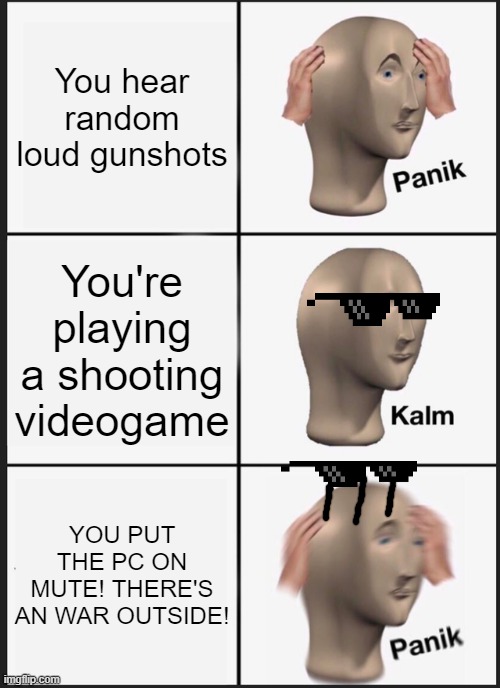 You hear
random
loud gunshots
Panik
You're
playing
a shooting
videogame
Kalm
YOU PUT
THE PC ON
MUTE! THERE'S
AN WAR OUTSIDE!
Panik
imgflip.com